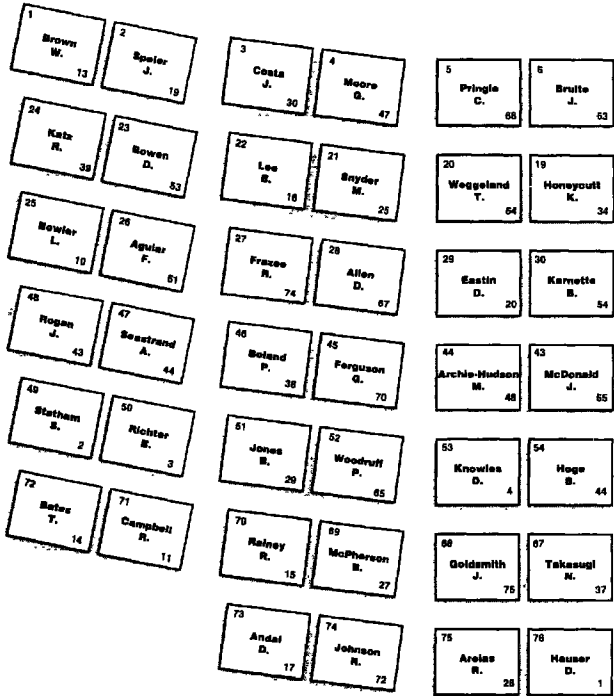 1
Brown
W.
13
2
Speier
J.
19
3
Costa
J.
30
4
Moore
G.
47
5
Pringle
C.
68
6
Brulte
J.
63
24
Katz
R.
39
23
Bowen
D.
53
22
Lee
B.
16
21
Snyder
M.
25
20
Weggeland
T.
64
19
Honeycutt
K.
34
25
Bowler
L.
10
26
Aguiar
F.
61
27
Frazee
R.
74
28
Allen
D.
67
29
Eastin
D.
20
30
Karnette
B.
54
48
Rogan
J.
43
47
Seastrand
A.
44
46
Boland
P.
38
45
Ferguson
G.
70
44
Archie-Hudson
M.
48
43
McDonald
J.
65
49
Statham
S.
2
50
Richter
B.
3
51
Jones
B.
29
52
Woodruff
P.
65
53
Knowles
D.
4
54
Hoge
B.
44
72
Bates
T.
14
71
Campbell
R.
11
70
Rainey
R.
15
69
McPherson
B.
27
68
Goldsmith
J.
75
67
Takasugi
N.
37
73
Andal
D.
17
74
Johnson
R.
72
75
Areias
R.
28
76
Hauser
D.
1